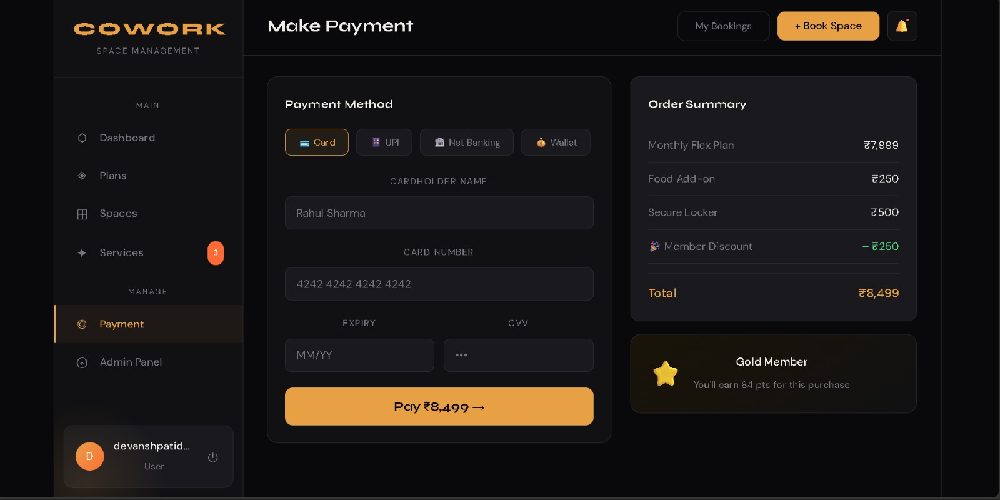 COWORK
SPACE MANAGEMENT
MAIN
Dashboard
Plans
Spaces
Services
3
MANAGE
Payment
Admin Panel
D
devanshpatid...
User
Make Payment
My Bookings
+ Book Space
Payment Method
Card
UPI
Net Banking
Wallet
CARDHOLDER NAME
Rahul Sharma
CARD NUMBER
4242 4242 4242 4242
EXPIRY
CVV
MM/YY
•••
Pay ₹8,499 →
Order Summary
Monthly Flex Plan ₹7,999
Food Add-on ₹250
Secure Locker ₹500
Member Discount – ₹250
Total ₹8,499
Gold Member
You'll earn 84 pts for this purchase